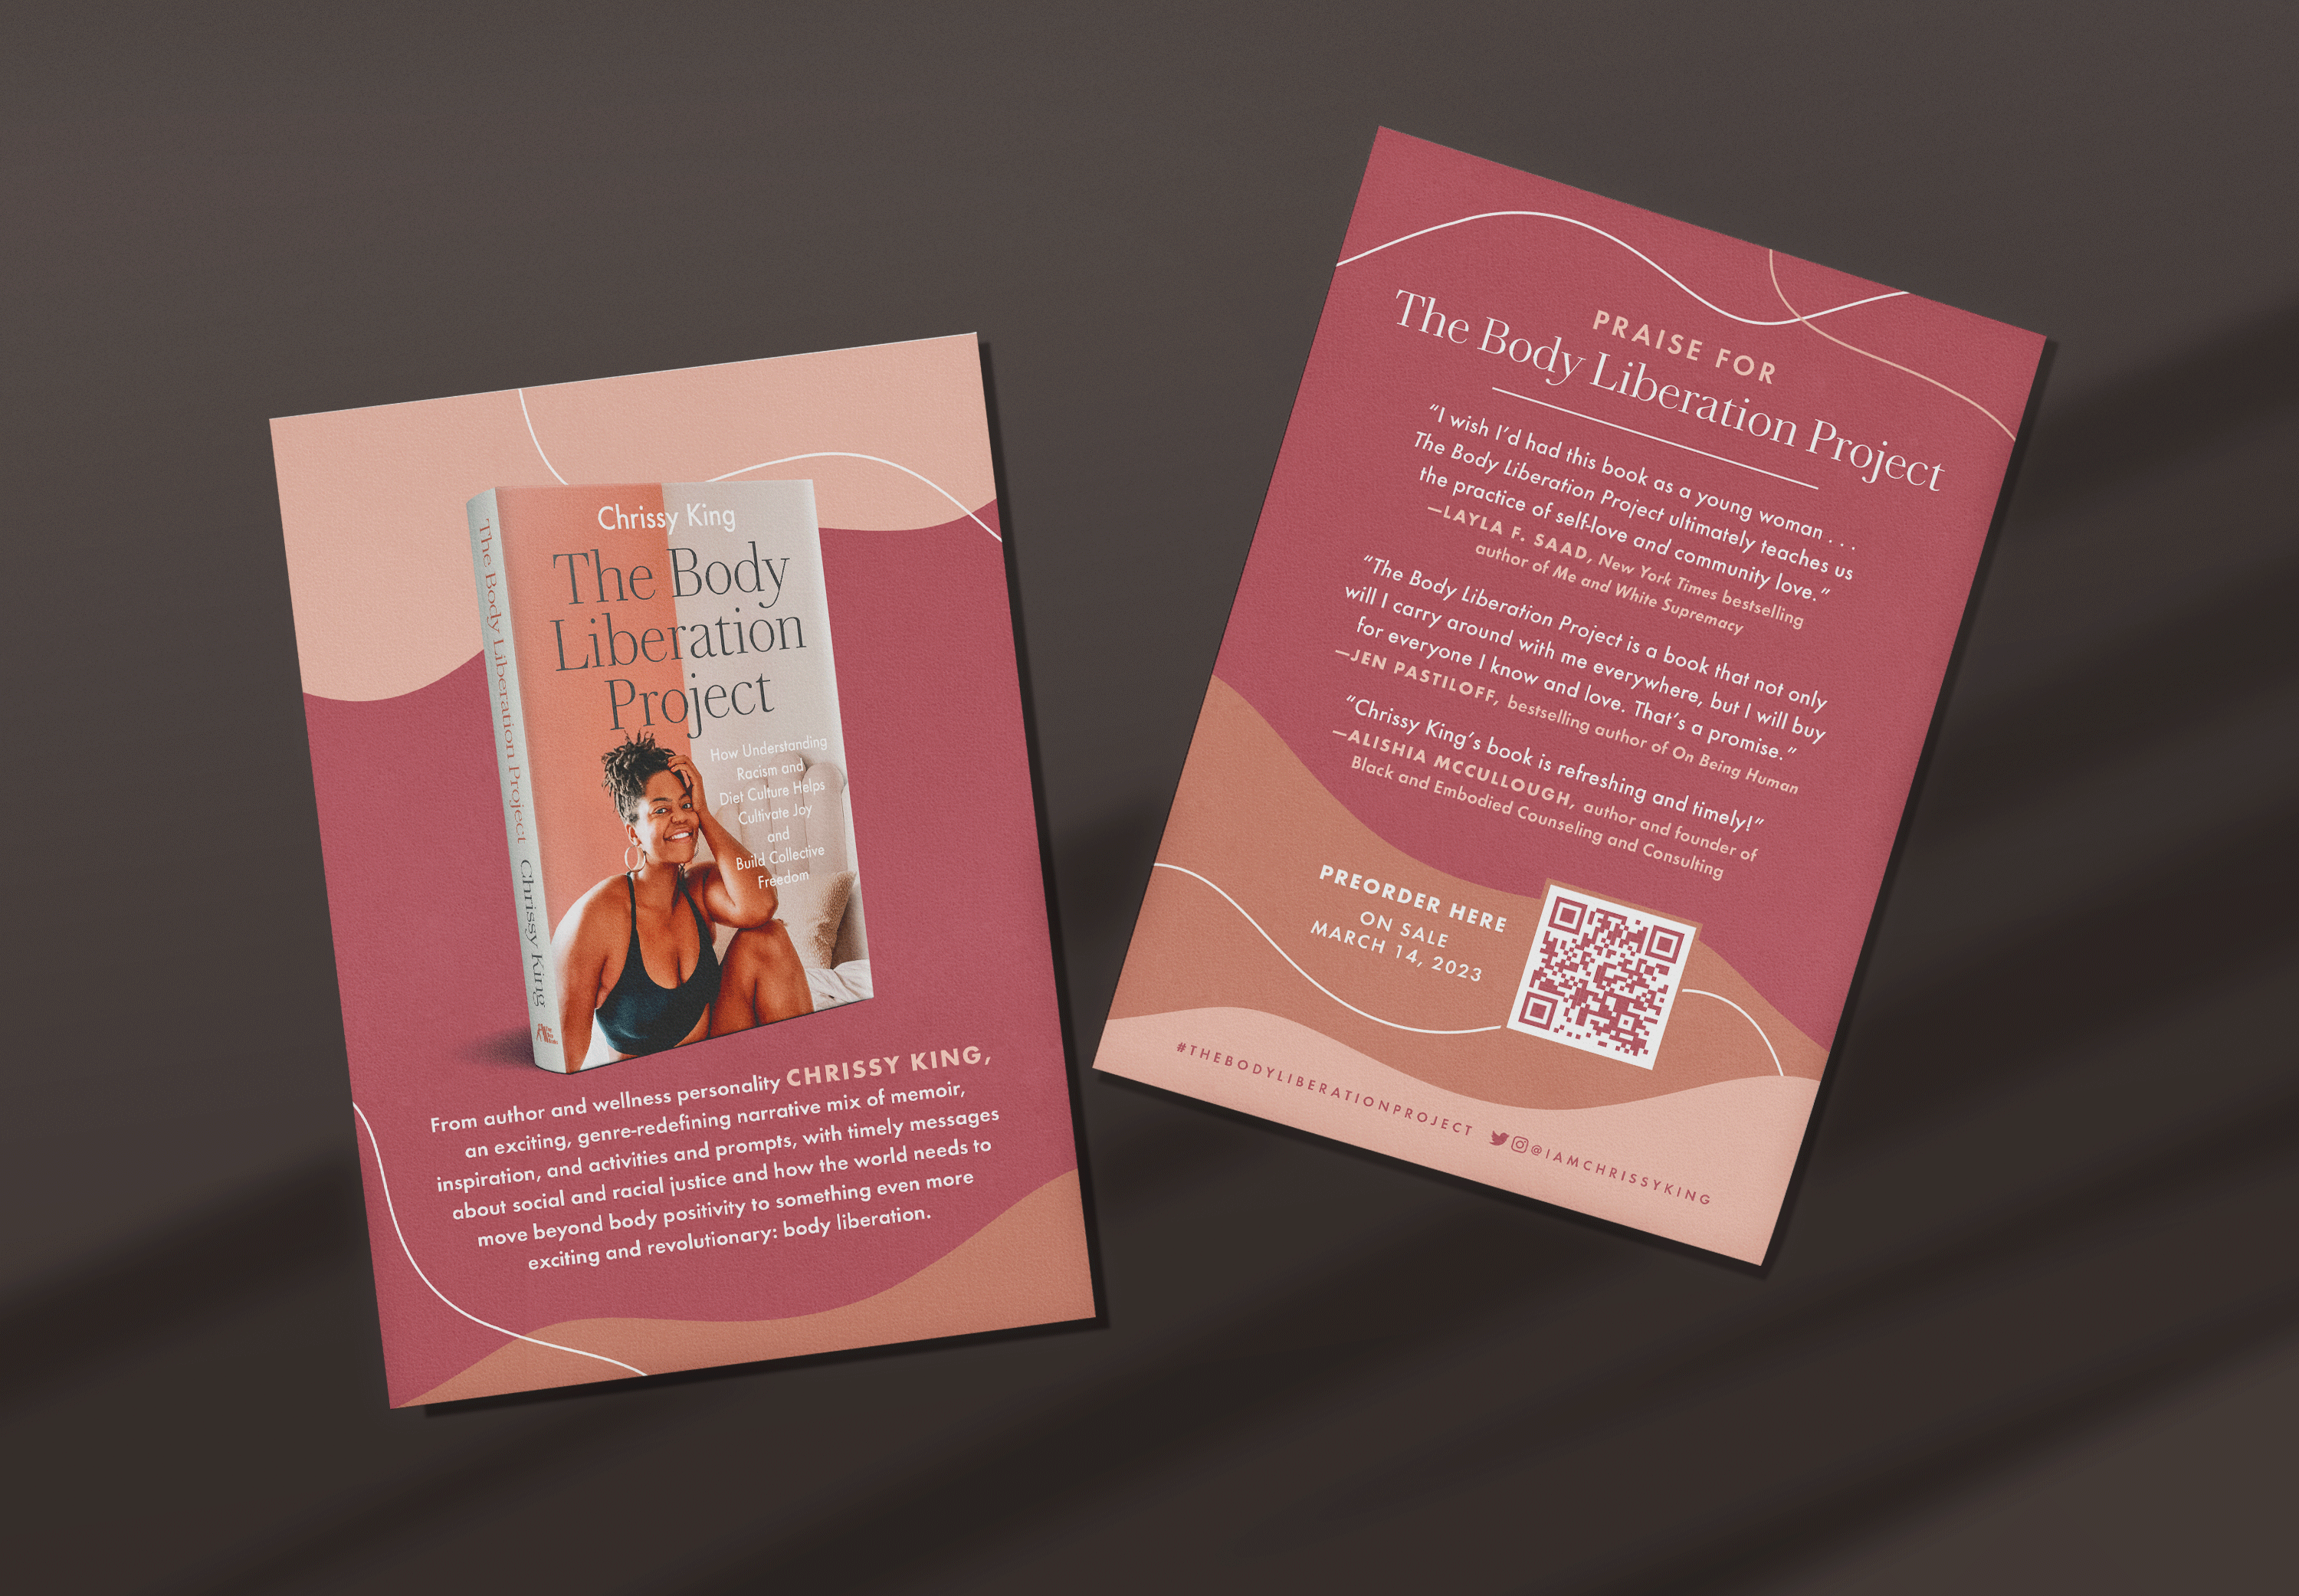 The Body Liberation Project Chrissy King
Chrissy King
The Body
Liberation
Project
How Understanding
Racism and
Diet Culture Helps
Cultivate Joy
and
Build Collective
Freedom
From author and wellness personality CHRISSY KING,
an exciting, genre-redefining narrative mix of memoir,
inspiration, and activities and prompts, with timely messages
about social and racial justice and how the world needs to
move beyond body positivity to something even more
exciting and revolutionary: body liberation.
PRAISE FOR
The Body Liberation Project
“I wish I’d had this book as a young woman . . .
The Body Liberation Project ultimately teaches us
the practice of self-love and community love.”
—LAYLA F. SAAD, New York Times bestselling
author of Me and White Supremacy
“The Body Liberation Project is a book that not only
will I carry around with me everywhere, but I will buy
for everyone I know and love. That’s a promise.”
—JEN PASTILOFF, bestselling author of On Being Human
“Chrissy King’s book is refreshing and timely!”
—ALISHIA MCCULLOUGH, author and founder of
Black and Embodied Counseling and Consulting
PREORDER HERE
ON SALE
MARCH 14, 2023
#THEBODYLIBERATIONPROJECT @IAMCHRISSYKING